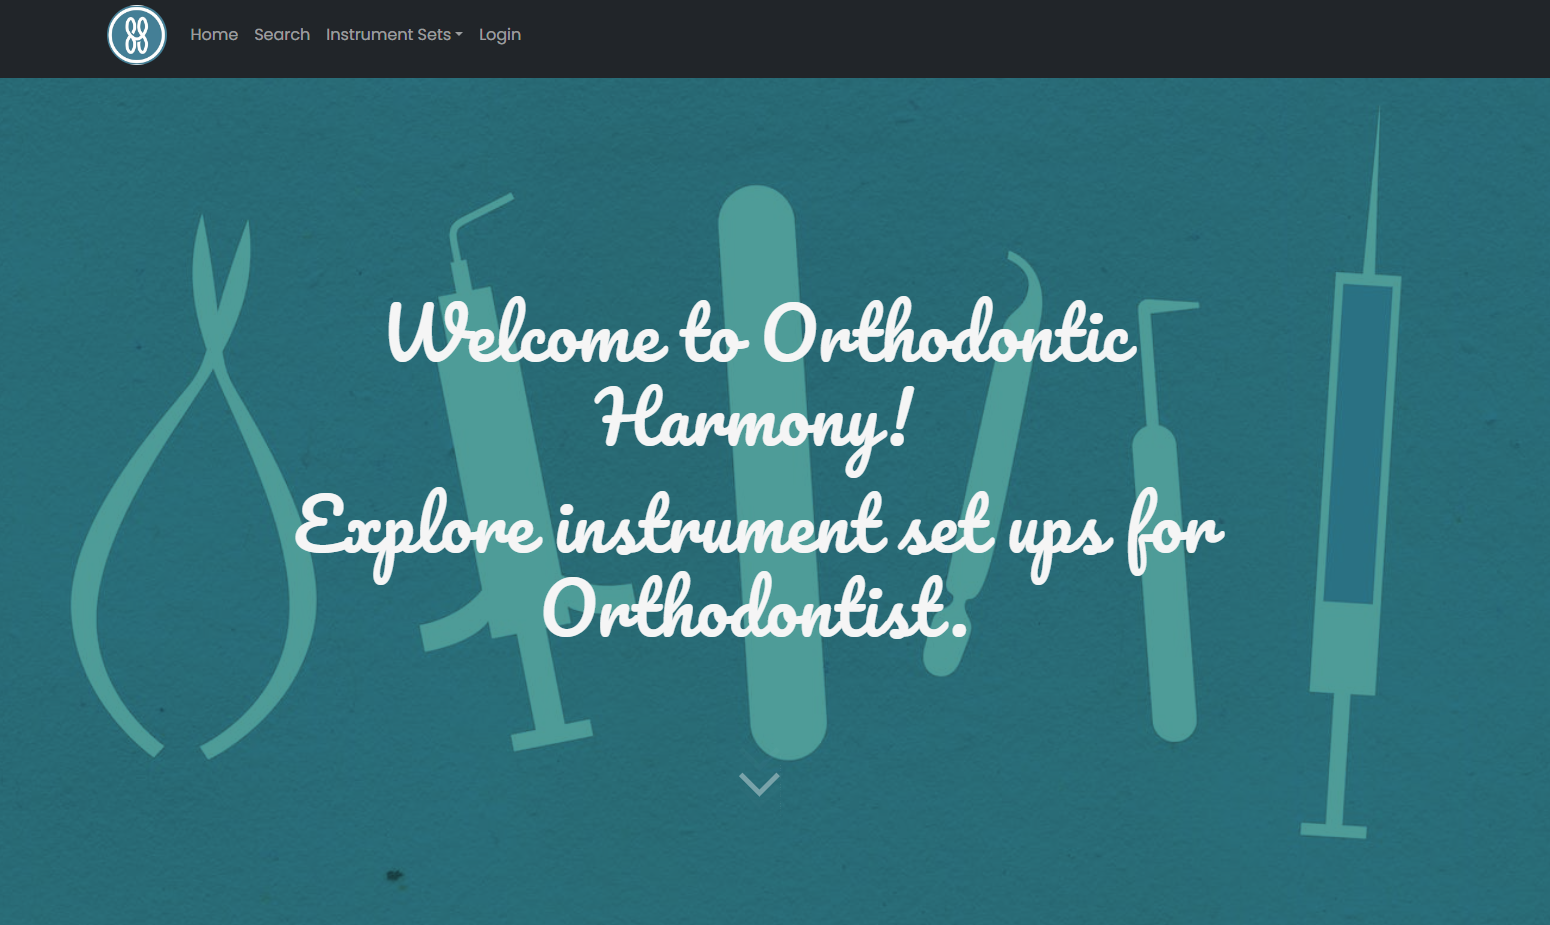 Home Search Instrument Sets Login
Welcome to Orthodontic
Harmony!
Explore instrument set ups for
Orthodontist.